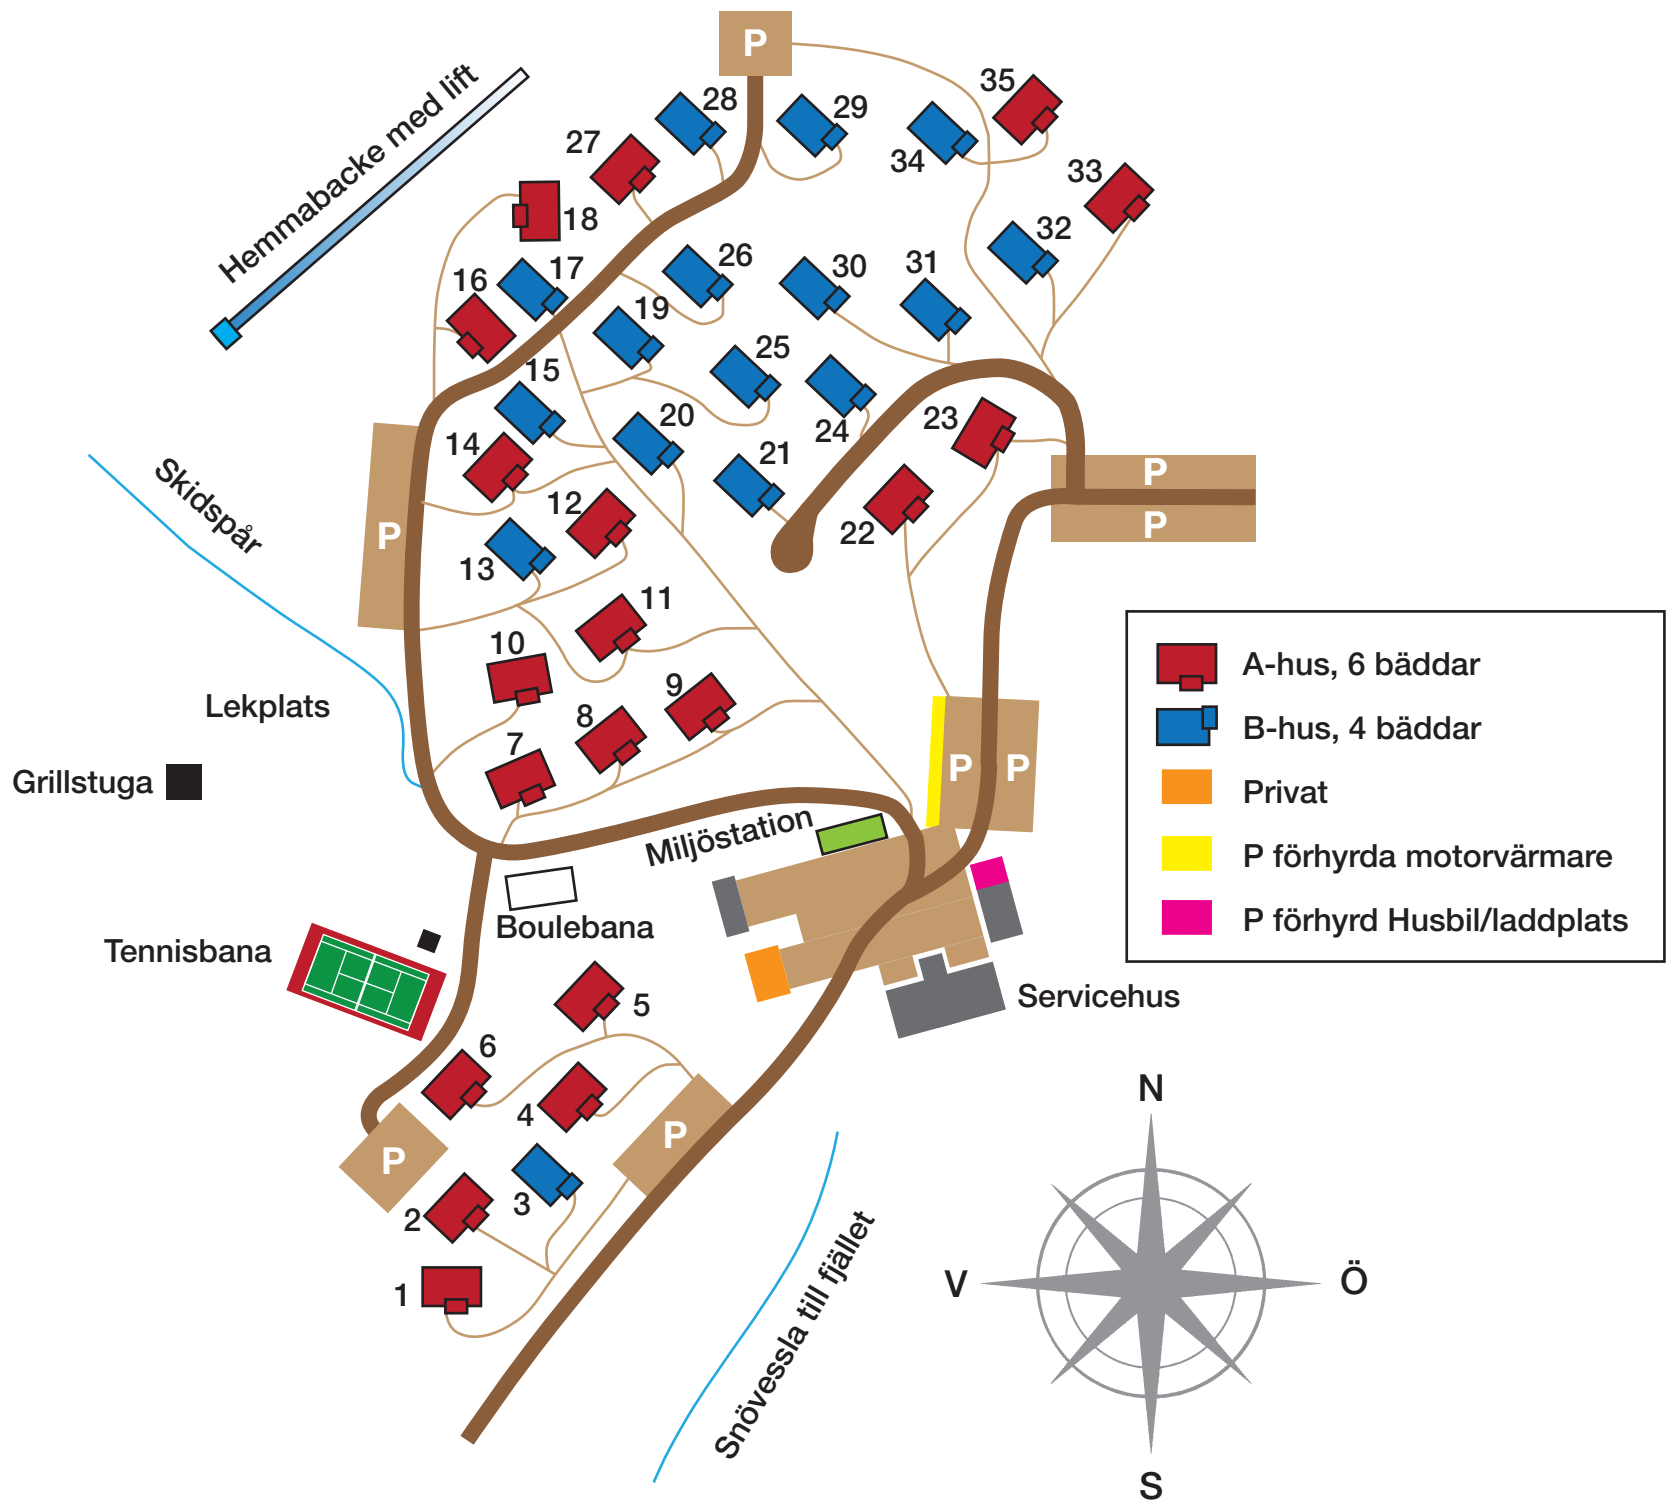 P
35
28
29
Hemmabacke med lift
27
34
33
18
32
26
17
30
31
16
19
25
15
20
24
23
14
21
P
Skidspår
12
22
P
P
13
11
10
A-hus, 6 bäddar
9
Lekplats
8
B-hus, 4 bäddar
7
P
P
Grillstuga
Privat
Miljöstation
P förhyrda motorvärmare
Boulebana
P förhyrd Husbil/laddplats
Tennisbana
Servicehus
5
6
N
4
P
P
3
2
Snövessla till fjället
V
Ö
1
S